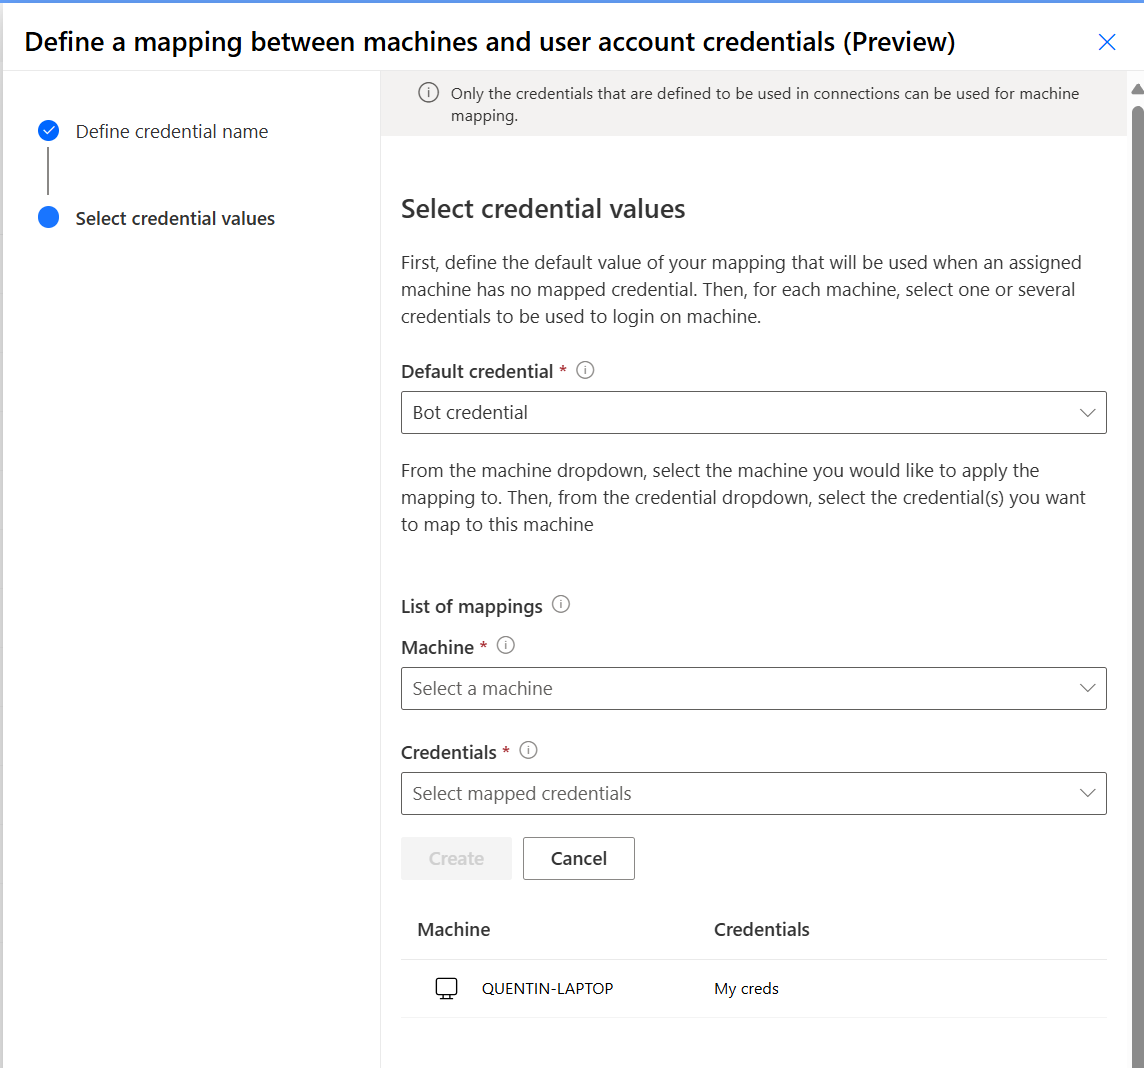 Define a mapping between machines and user account credentials (Preview)
Define credential name
Select credential values
Only the credentials that are defined to be used in connections can be used for machine
mapping.
Select credential values
First, define the default value of your mapping that will be used when an assigned
machine has no mapped credential. Then, for each machine, select one or several
credentials to be used to login on machine.
Default credential *
Bot credential
From the machine dropdown, select the machine you would like to apply the
mapping to. Then, from the credential dropdown, select the credential(s) you want
to map to this machine
List of mappings
Machine *
Select a machine
Credentials *
Select mapped credentials
Create Cancel
Machine Credentials
QUENTIN-LAPTOP My creds